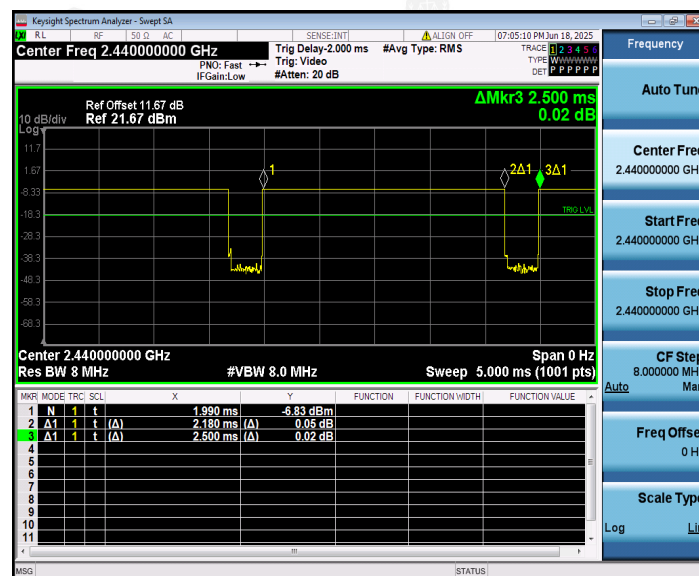 Keysight Spectrum Analyzer - Swept SA
LXI RL RF 50 Ω AC SENSE:INT ALIGN OFF 07:05:10 PM Jun 18, 2025
Center Freq 2.440000000 GHz
PNO: Fast
IFGain:Low
Trig Delay-2.000 ms
Trig: Video
#Atten: 20 dB
#Avg Type: RMS
TRACE 1 2 3 4 5 6
TYPE WWWWWW
DET P P P P P P
ΔMkr3 2.500 ms
0.02 dB
Ref Offset 11.67 dB
10 dB/div Ref 21.67 dBm
Log
11.7
1.67
-8.33
-18.3
-28.3
-38.3
-48.3
-58.3
-68.3
1
2Δ1
3Δ1
TRIG LVL
Center 2.440000000 GHz Span 0 Hz
Res BW 8 MHz #VBW 8.0 MHz Sweep 5.000 ms (1001 pts)
MKR MODE TRC SCL X Y FUNCTION FUNCTION WIDTH FUNCTION VALUE
1 N 1 t 1.990 ms -6.83 dBm
2 Δ1 1 t (Δ) 2.180 ms (Δ) 0.05 dB
3 Δ1 1 t (Δ) 2.500 ms (Δ) 0.02 dB
4
5
6
7
8
9
10
11
MSG STATUS
Frequency
Auto Tun
Center Fre
2.440000000 GH
Start Fre
2.440000000 GH
Stop Fre
2.440000000 GH
CF Step
8.000000 MH
Auto Ma
Freq Offse
0 H
Scale Type
Log Li